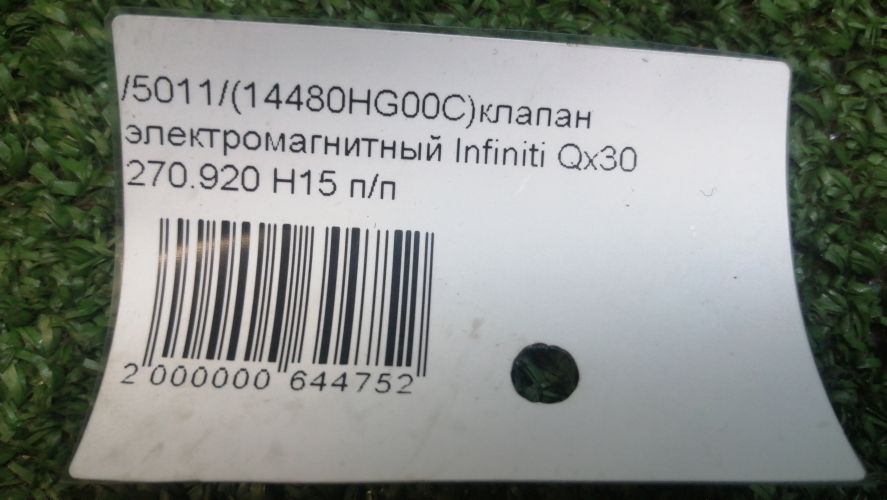 /5011/(14480HG00C)клапан
электромагнитный Infiniti Qx30
270.920 H15 п/п
2 000000 644752